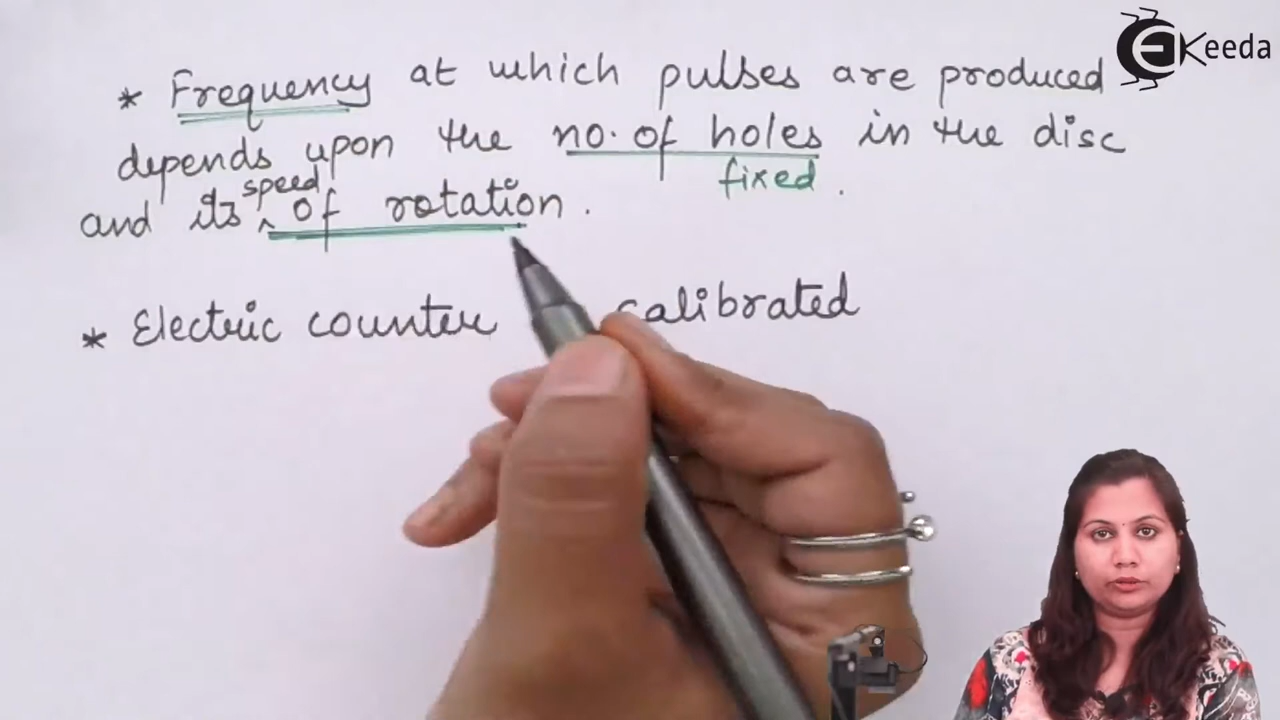 Keeda
* Frequency at which pulses are produced
depends upon the no. of holes in the disc
fixed.
and its speed of rotation.
* Electric counter calibrated